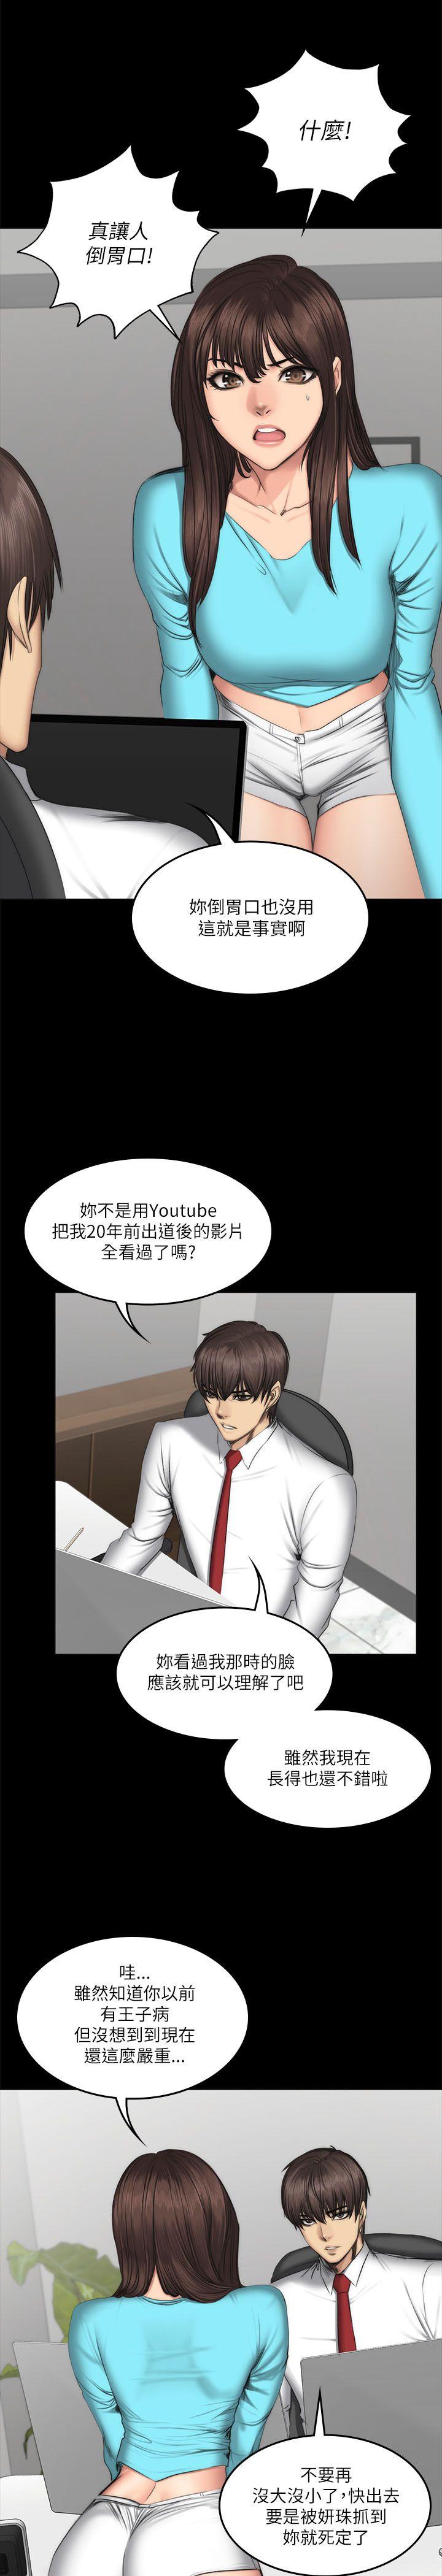 什麼!
真讓人
倒胃口!
妳倒胃口也沒用
這就是事實啊
妳不是用Youtube
把我20年前出道後的影片
全看過了嗎?
妳看過我那時的臉
應該就可以理解了吧
雖然我現在
長得也還不錯啦
哇...
雖然知道你以前
有王子病
但沒想到到現在
還這麼嚴重...
不要再
沒大沒小了，快出去
要是被妍珠抓到
妳就死定了